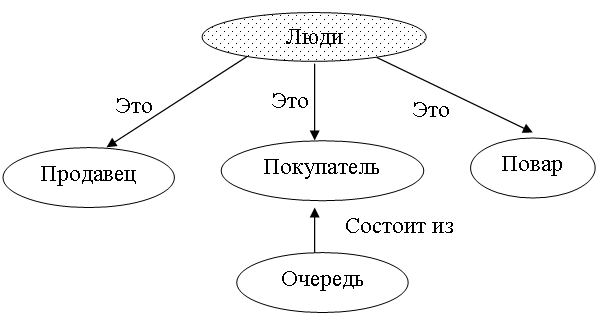 Люди
Это
Это
Это
Продавец
Покупатель
Повар
Состоит из
Очередь